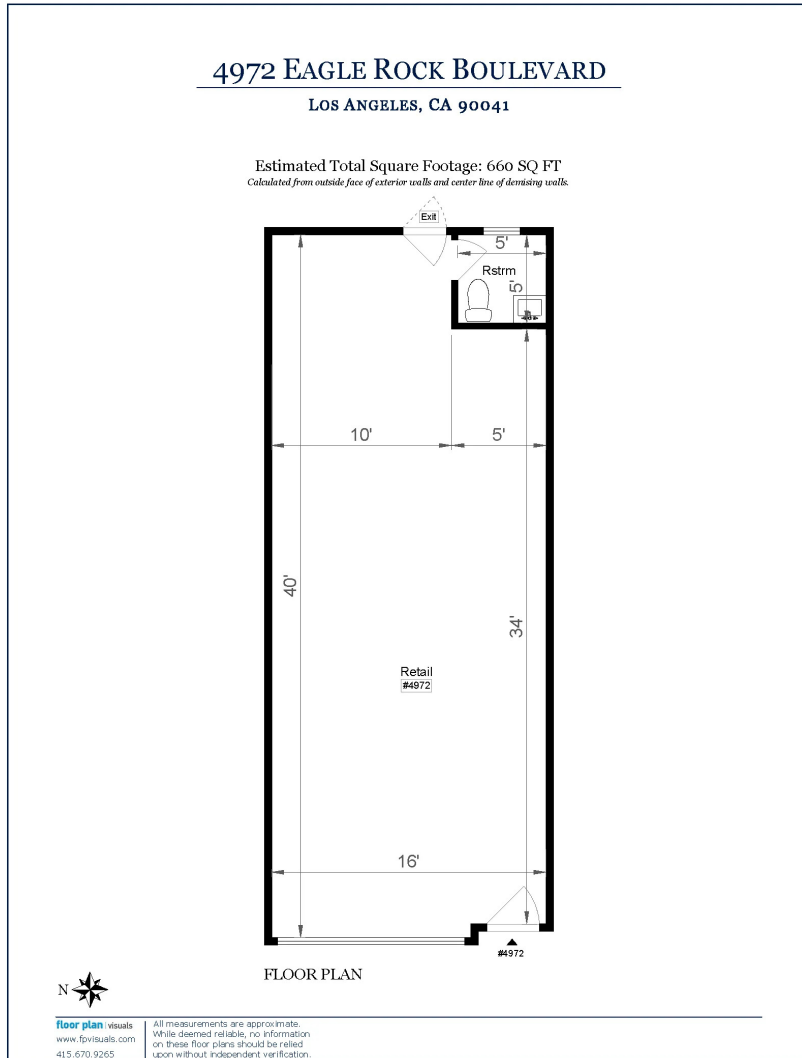 4972 Eagle Rock Boulevard
Los Angeles, CA 90041
Estimated Total Square Footage: 660 SQ FT
Calculated from outside face of exterior walls and center line of demising walls.
Exit
5'
Rstrm
5'
10'
5'
40'
34'
Retail
#4972
16'
#4972
FLOOR PLAN
N
floor plan | visuals
www.fpvisuals.com
415.670.9265
All measurements are approximate.
While deemed reliable, no information
on these floor plans should be relied
upon without independent verification.